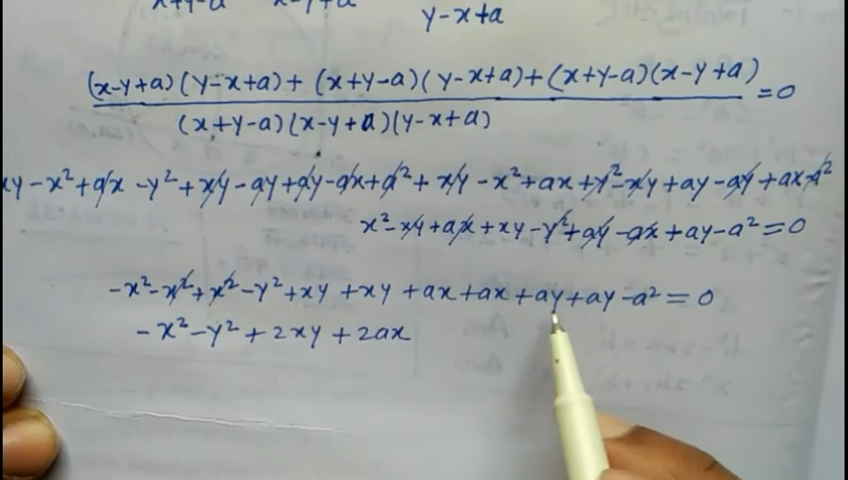 x+y-a x-y+a
y-x+a
(x-y+a)(y-x+a)+(x+y-a)(y-x+a)+(x+y-a)(x-y+a)
=0
(x+y-a)(x-y+a)(y-x+a)
xy-x²+ax-y²+xy-ay+ay-ax+a²+xy-x²+ax+y²-xy+ay-ay+ax-a²
x²-xy+ax+xy-y²+ay-ax+ay-a²=0
-x²-x²+x²-y²+xy+xy+ax+ax+ay+ay-a²=0
-x²-y²+2xy+2ax